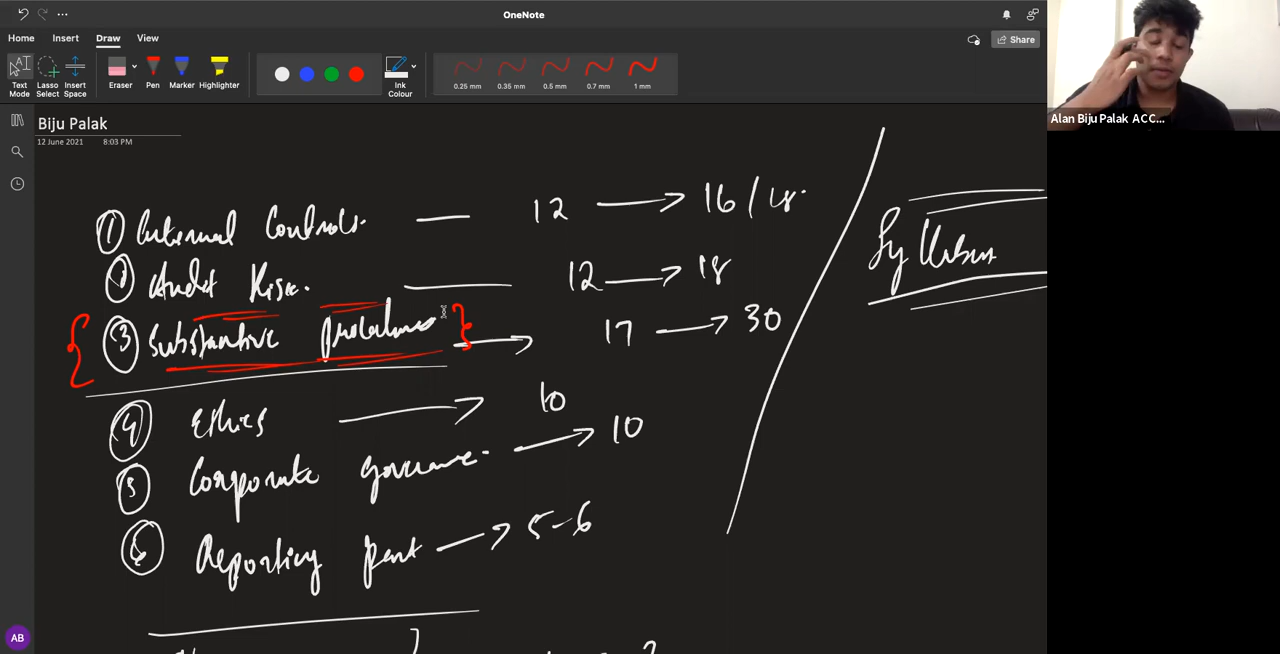 OneNote
Home Insert Draw View
Share
Text Mode Lasso Select Insert Space Eraser Pen Marker Highlighter Ink Colour 0.25 mm 0.35 mm 0.5 mm 0.7 mm 1 mm
Alan Biju Palak ACC...
Biju Palak
12 June 2021 8:03 PM
① Internal Controls. — 12 → 16 / 18.
② Audit Risk. — 12 → 18
{ ③ Substantive procedures } → 17 → 30
④ Ethics → 10
⑤ Corporate governance. → 10
⑥ Reporting part → 5-6
Syllabus
AB